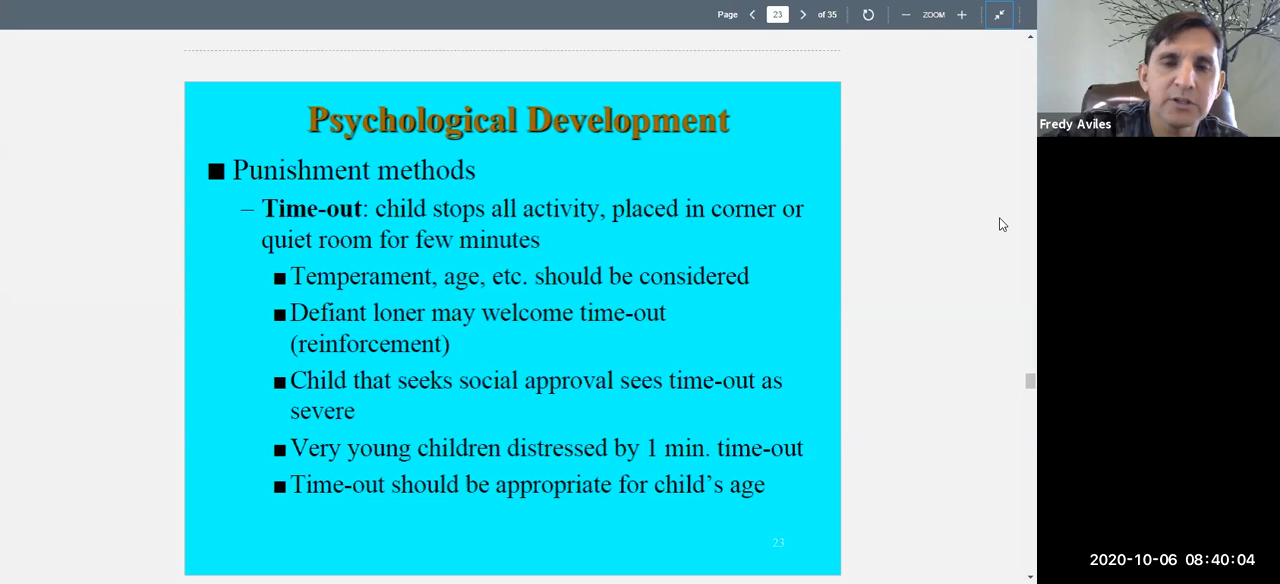 Page 23 of 35 ZOOM
Psychological Development
Punishment methods
– Time-out: child stops all activity, placed in corner or
quiet room for few minutes
Temperament, age, etc. should be considered
Defiant loner may welcome time-out
(reinforcement)
Child that seeks social approval sees time-out as
severe
Very young children distressed by 1 min. time-out
Time-out should be appropriate for child’s age
23
Fredy Aviles
2020-10-06 08:40:04